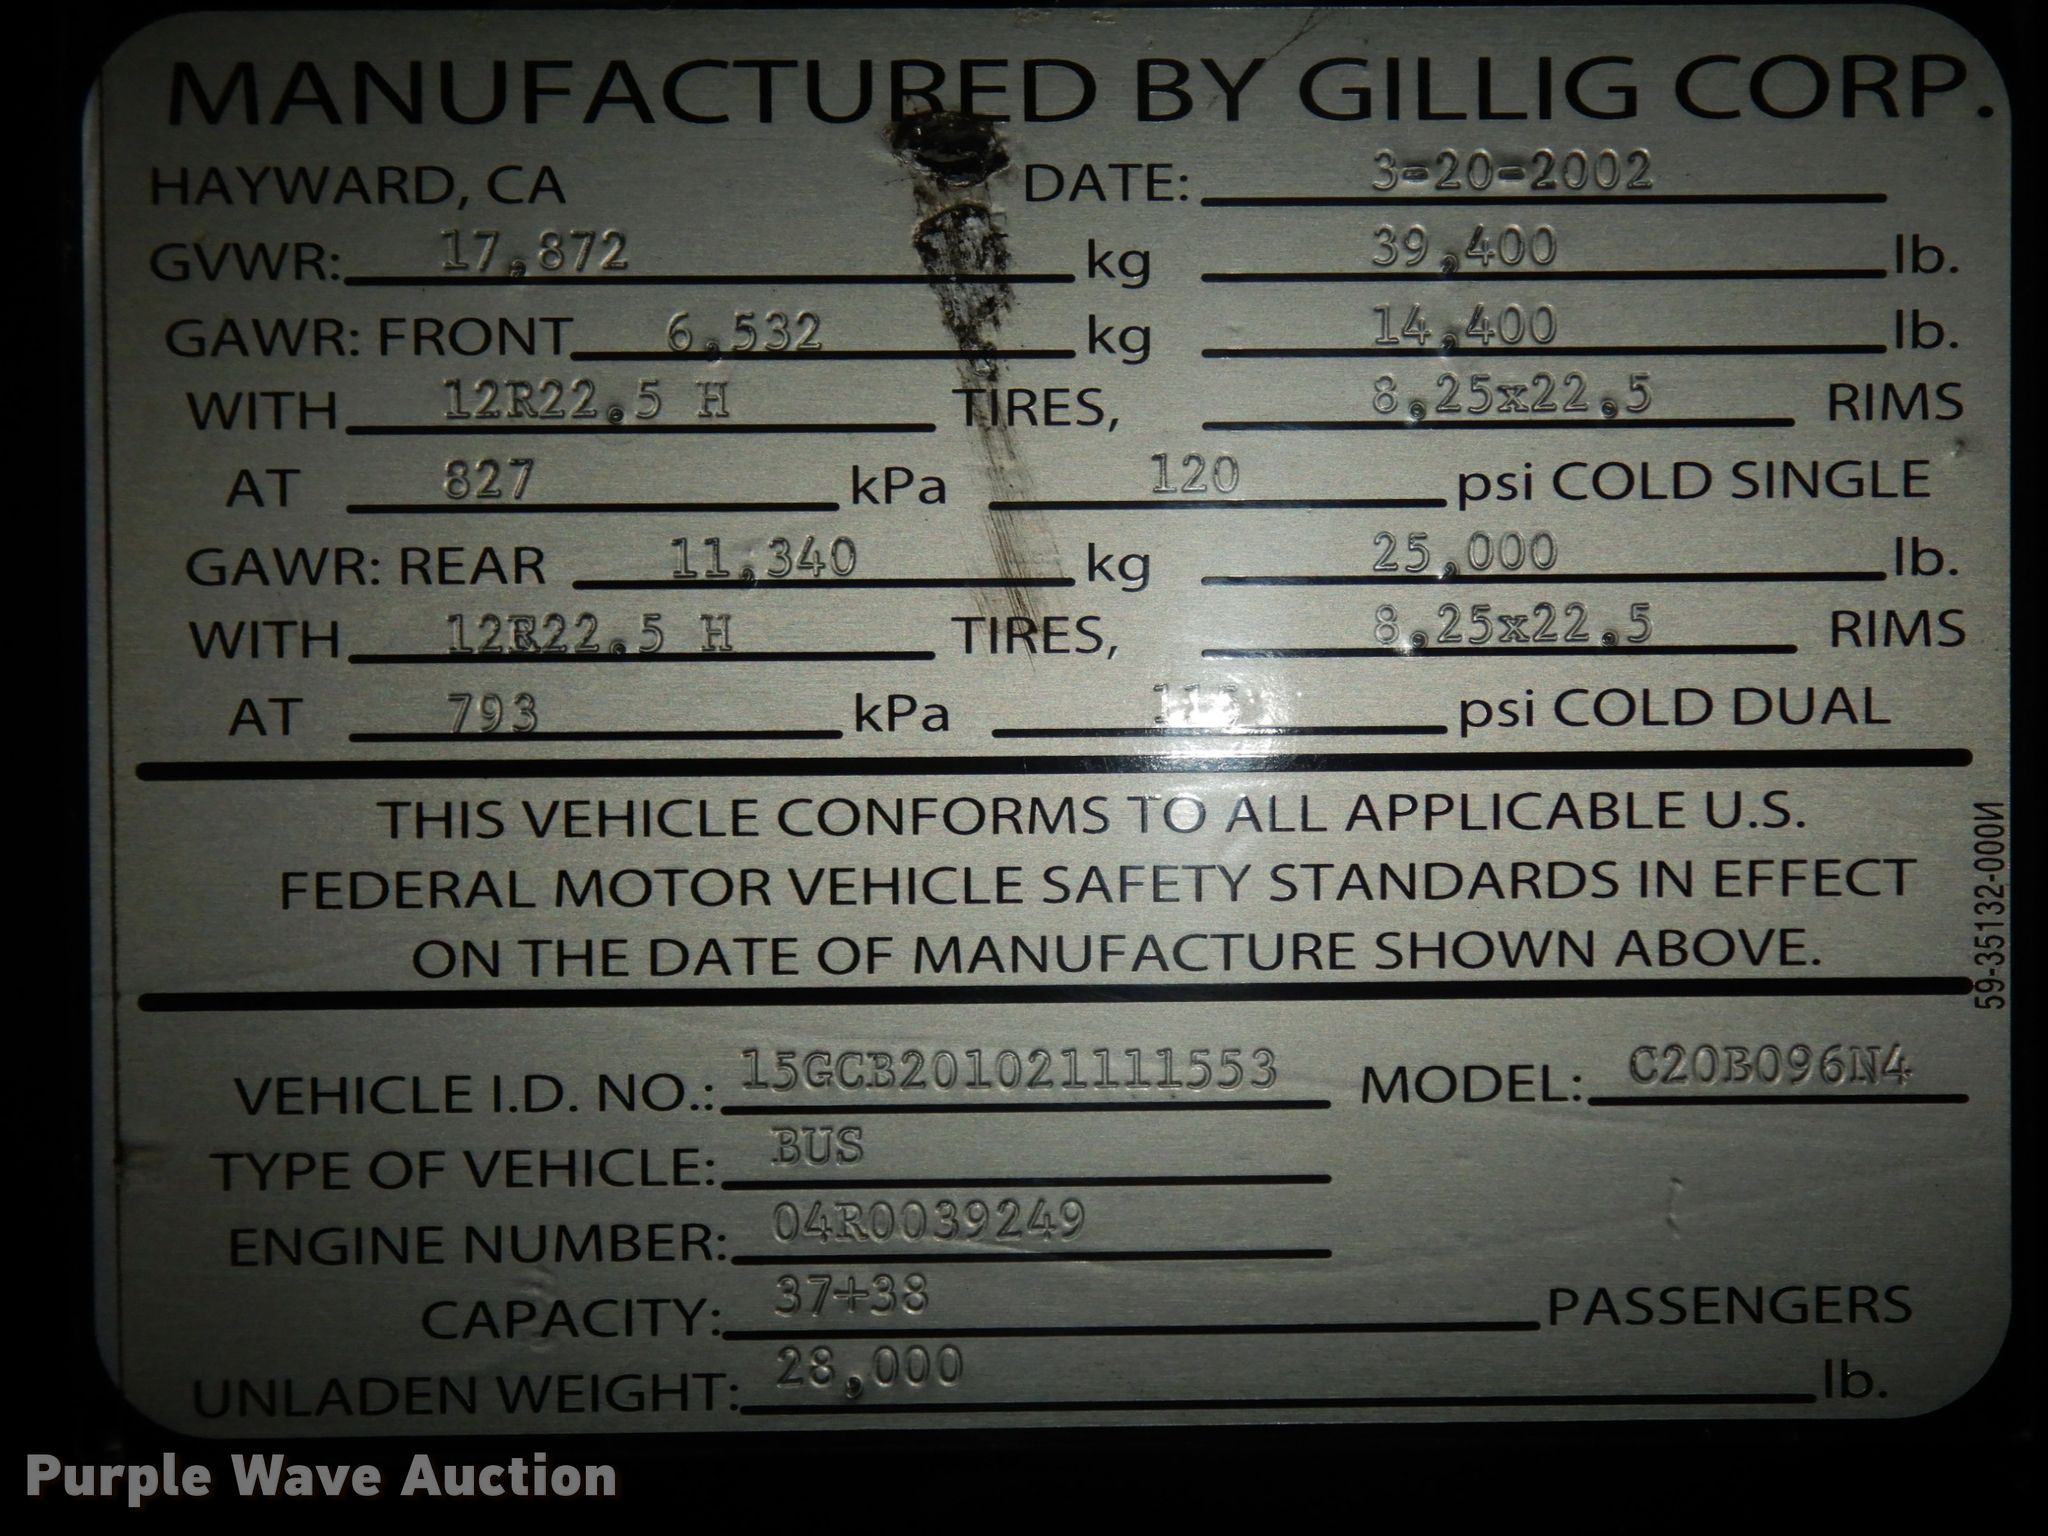 MANUFACTURED BY GILLIG CORP.
HAYWARD, CA DATE: 3-20-2002
GVWR: 17,872 kg 39,400 lb.
GAWR: FRONT 6,532 kg 14,400 lb.
WITH 12R22.5 H TIRES, 8.25x22.5 RIMS
AT 827 kPa 120 psi COLD SINGLE
GAWR: REAR 11,340 kg 25,000 lb.
WITH 12R22.5 H TIRES, 8.25x22.5 RIMS
AT 793 kPa psi COLD DUAL
THIS VEHICLE CONFORMS TO ALL APPLICABLE U.S.
FEDERAL MOTOR VEHICLE SAFETY STANDARDS IN EFFECT
ON THE DATE OF MANUFACTURE SHOWN ABOVE.
59-35132-000N
VEHICLE I.D. NO.: 15GCB201021111553 MODEL: C20B096N4
TYPE OF VEHICLE: BUS
ENGINE NUMBER: 04R0039249
CAPACITY: 37+38 PASSENGERS
UNLADEN WEIGHT: 28,000 lb.
Purple Wave Auction